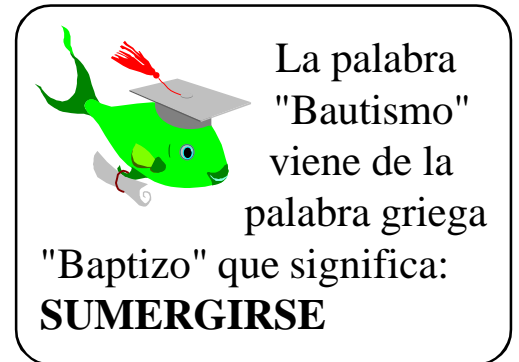 La palabra
"Bautismo"
viene de la
palabra griega
"Baptizo" que significa:
SUMERGIRSE